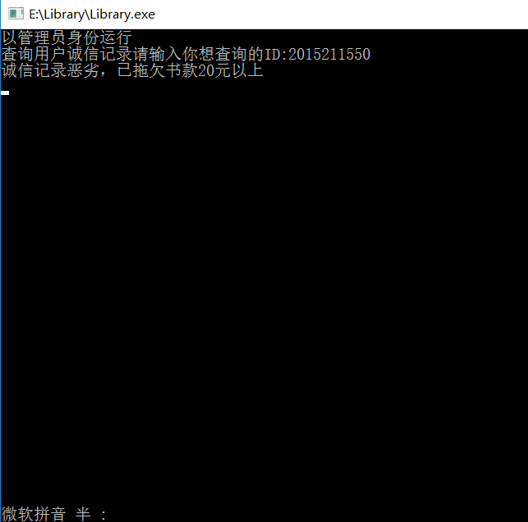 E:\Library\Library.exe
以管理员身份运行
查询用户诚信记录请输入你想查询的ID:2015211550
诚信记录恶劣，已拖欠书款20元以上
微软拼音 半 :